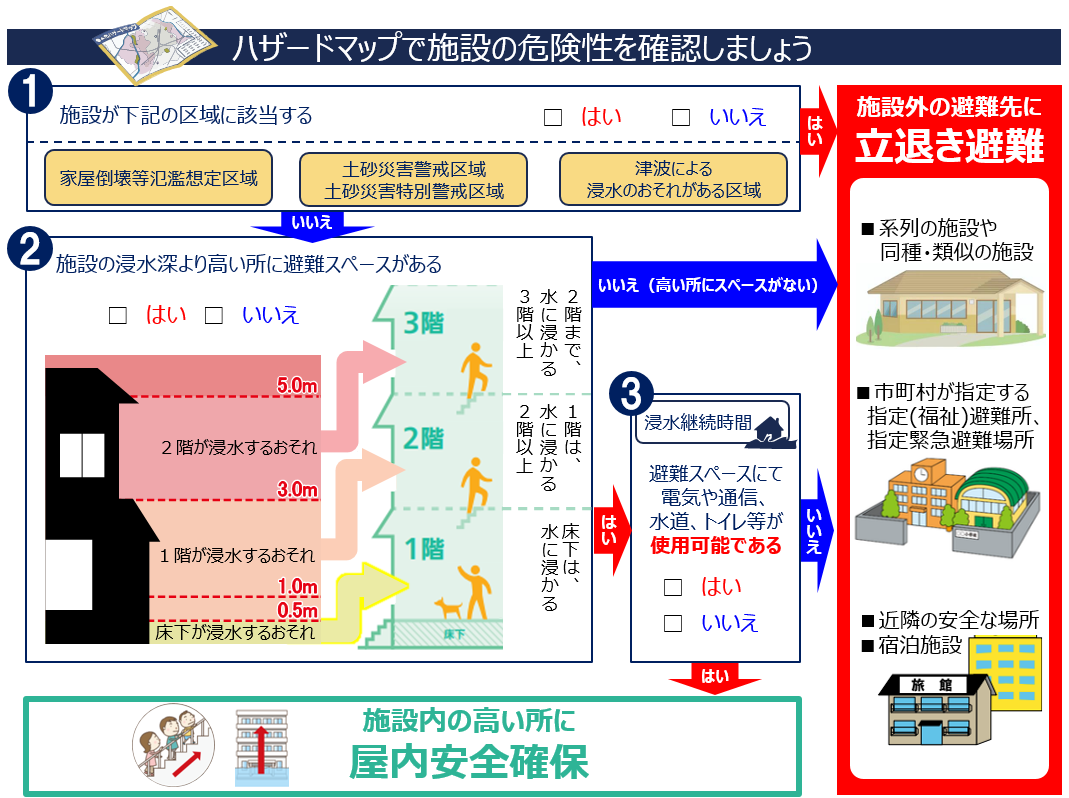 ハザードマップで施設の危険性を確認しましょう
1
施設が下記の区域に該当する
□ はい □ いいえ
家屋倒壊等氾濫想定区域
土砂災害警戒区域
土砂災害特別警戒区域
津波による
浸水のおそれがある区域
はい
いいえ
2
施設の浸水深より高い所に避難スペースがある
□ はい □ いいえ
5.0m
2階が浸水するおそれ
3.0m
1階が浸水するおそれ
1.0m
0.5m
床下が浸水するおそれ
3階
2階
1階
床下
2階まで、
水に浸かる
3階以上
1階は、
水に浸かる
2階以上
床下は、
水に浸かる
いいえ（高い所にスペースがない）
はい
3
浸水継続時間
避難スペースにて
電気や通信、
水道、トイレ等が
使用可能である
□ はい
□ いいえ
いいえ
はい
施設内の高い所に
屋内安全確保
施設外の避難先に
立退き避難
■系列の施設や
同種・類似の施設
■市町村が指定する
指定(福祉)避難所、
指定緊急避難場所
■近隣の安全な場所
■宿泊施設
旅館